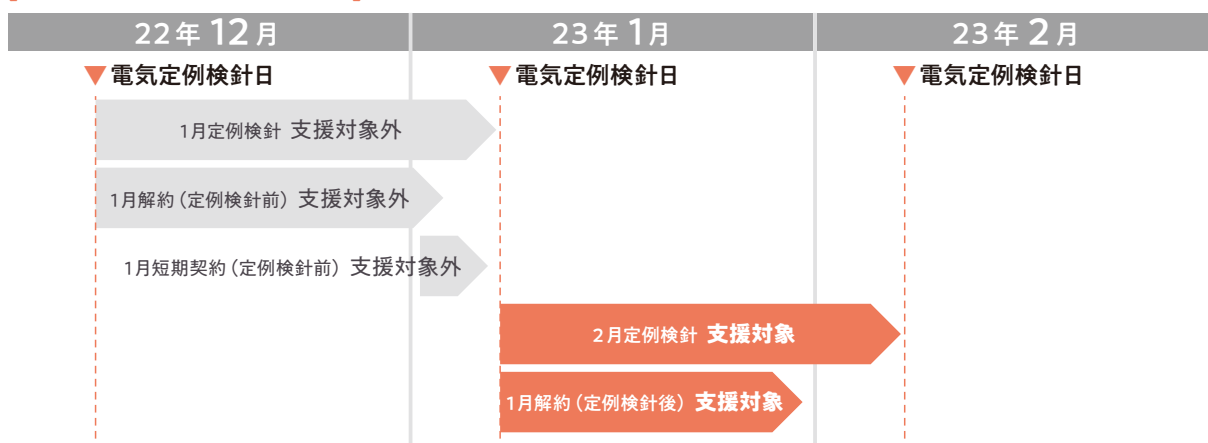 22年12月 23年1月 23年2月
▼電気定例検針日 ▼電気定例検針日 ▼電気定例検針日
1月定例検針 支援対象外
1月解約(定例検針前) 支援対象外
1月短期契約(定例検針前) 支援対象外
2月定例検針 支援対象
1月解約(定例検針後) 支援対象